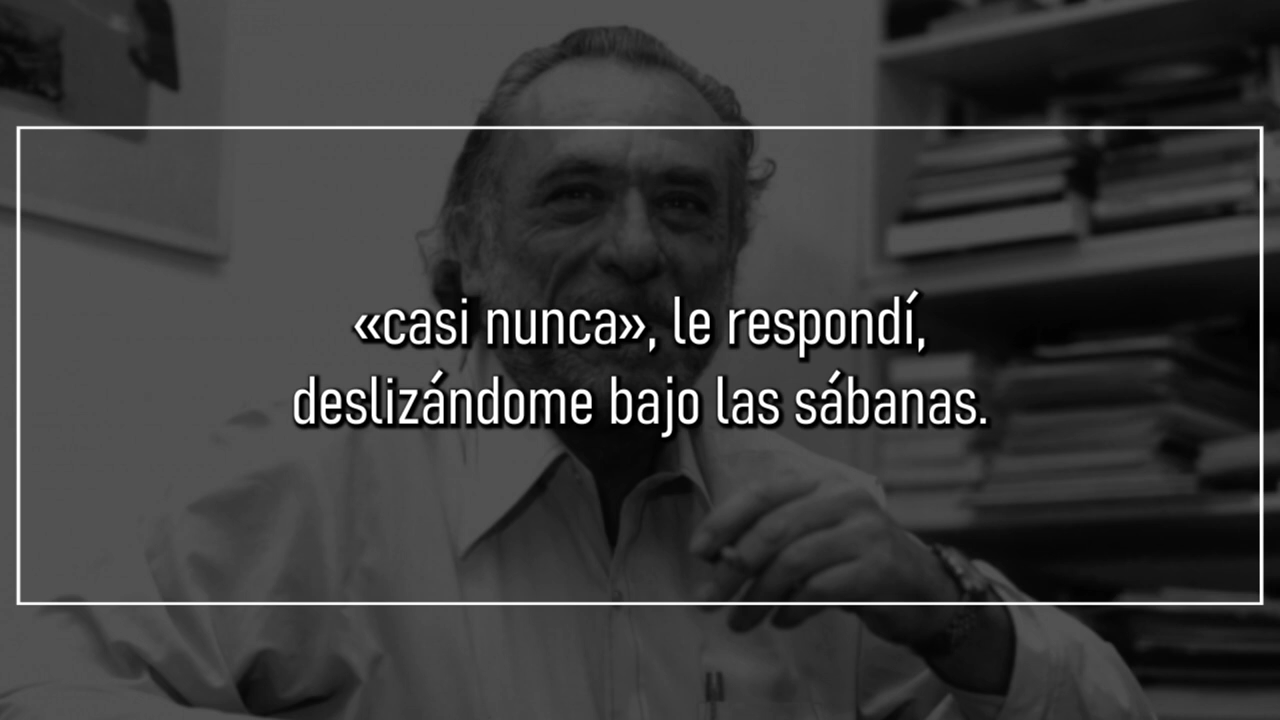 «casi nunca», le respondí,
deslizándome bajo las sábanas.